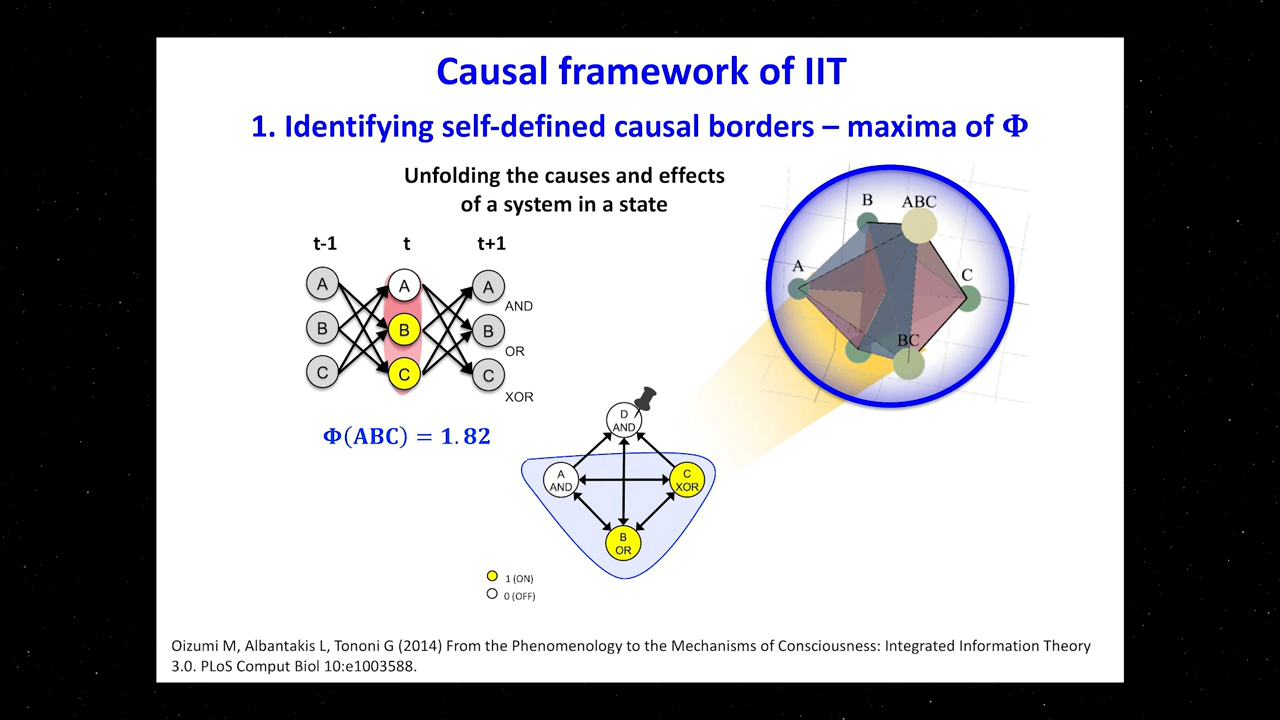 Causal framework of IIT
1. Identifying self-defined causal borders – maxima of Φ
Unfolding the causes and effects
of a system in a state
t-1 t t+1
A A A
AND
B B B
OR
C C C
XOR
Φ(ABC) = 1.82
B ABC
A C
BC
D
AND
A
AND
C
XOR
B
OR
1 (ON)
0 (OFF)
Oizumi M, Albantakis L, Tononi G (2014) From the Phenomenology to the Mechanisms of Consciousness: Integrated Information Theory
3.0. PLoS Comput Biol 10:e1003588.